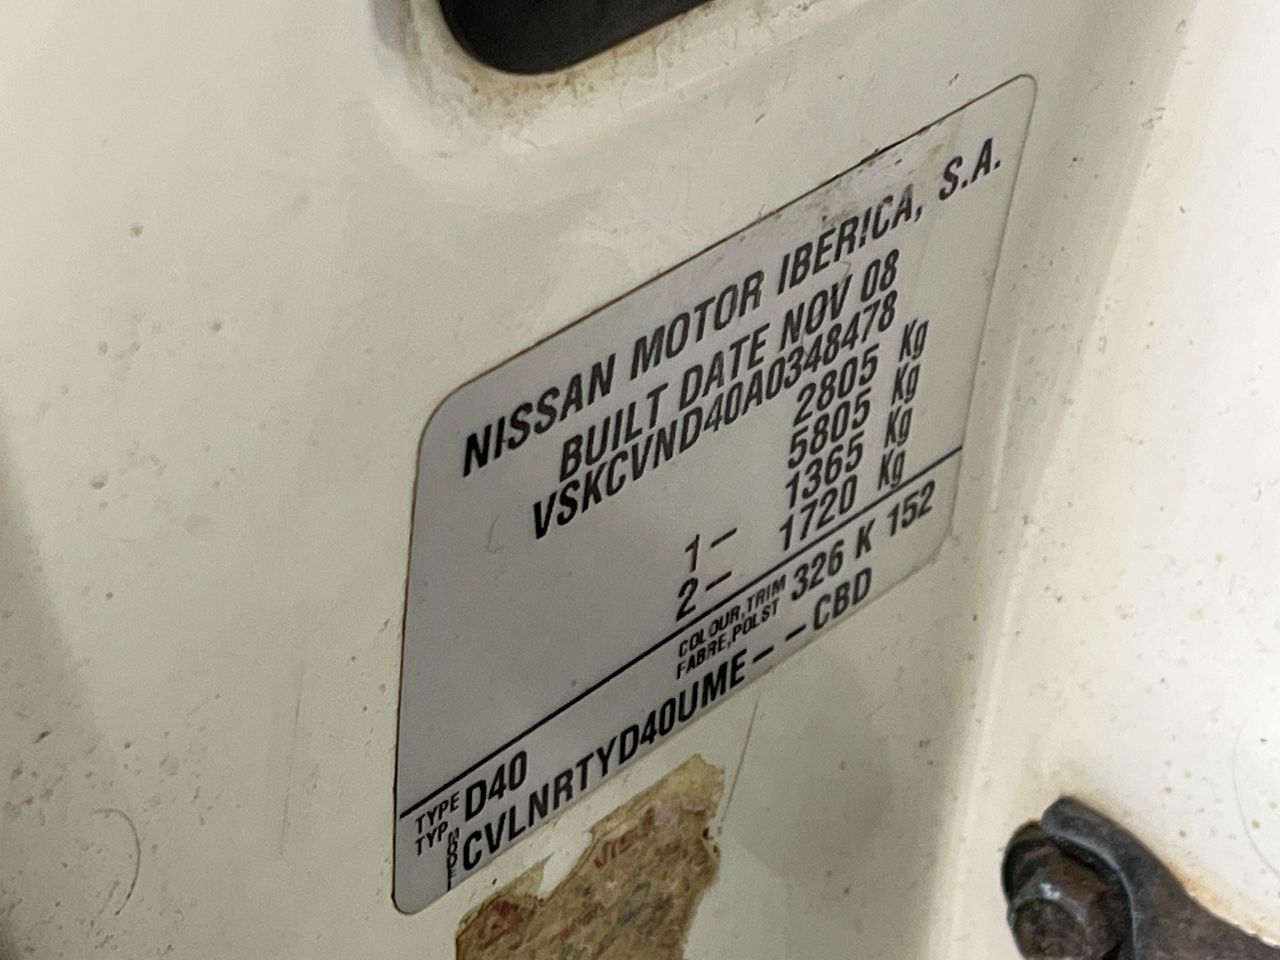 NISSAN MOTOR IBERICA, S.A.
BUILT DATE NOV 08
VSKCVND40A0348478
2805 Kg
5805 Kg
1- 1365 Kg
2- 1720 Kg
COLOUR,TRIM
FABRE,POLST 326 K 152
TYPE
TYP D40
MODEL CVLNRTYD40UME- -CBD